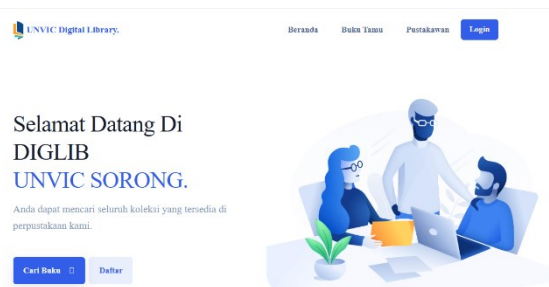 UNVIC Digital Library.
Beranda Buku Tamu Pustakawan Login
Selamat Datang Di
DIGLIB
UNVIC SORONG.
Anda dapat mencari seluruh koleksi yang tersedia di
perpustakaan kami.
Cari Buku Daftar